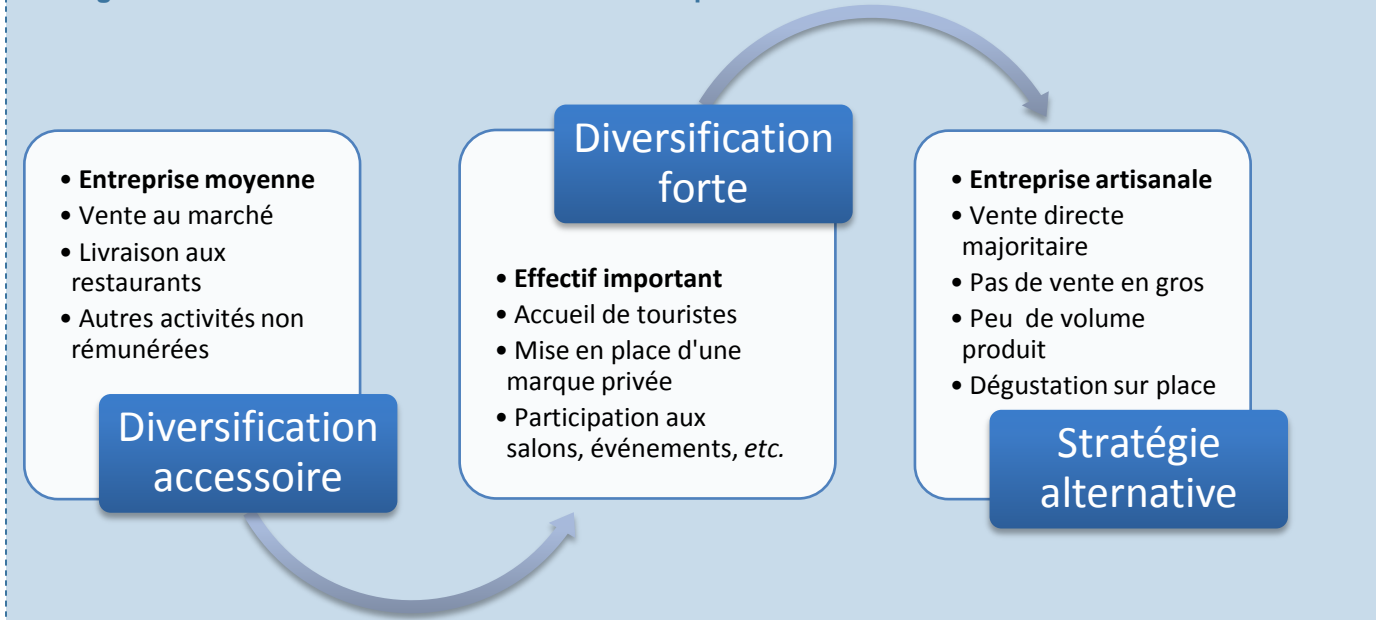 • Entreprise moyenne
• Vente au marché
• Livraison aux
restaurants
• Autres activités non
rémunérées
Diversification
accessoire
Diversification
forte
• Effectif important
• Accueil de touristes
• Mise en place d'une
marque privée
• Participation aux
salons, événements, etc.
• Entreprise artisanale
• Vente directe
majoritaire
• Pas de vente en gros
• Peu de volume
produit
• Dégustation sur place
Stratégie
alternative